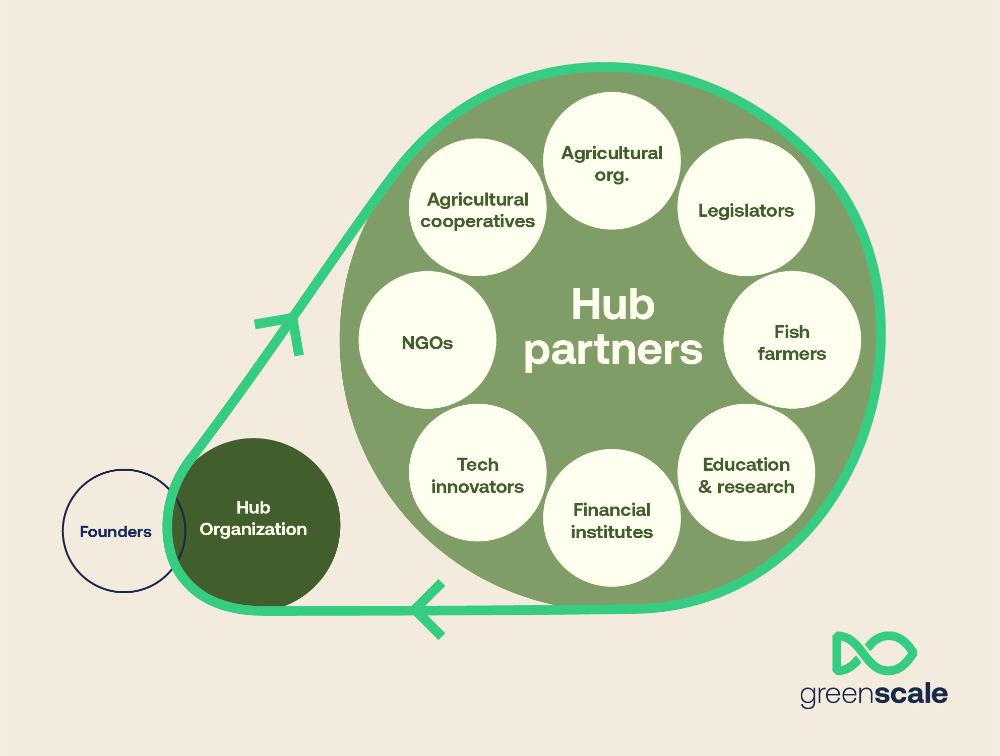 Agricultural
org.
Agricultural
cooperatives
Legislators
Hub
partners
NGOs
Fish
farmers
Tech
innovators
Education
& research
Financial
institutes
Hub
Organization
Founders
greenscale